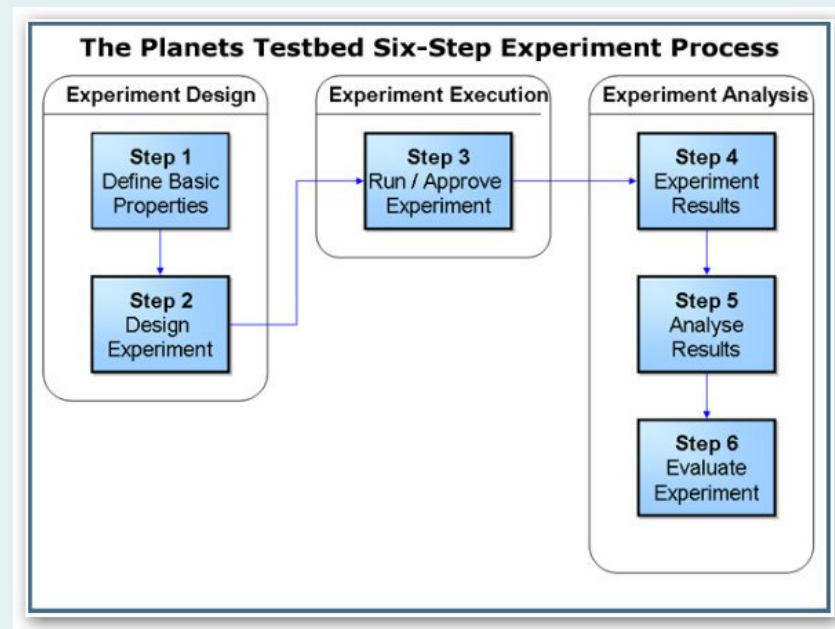 The Planets Testbed Six-Step Experiment Process
Experiment Design
Step 1
Define Basic
Properties
Step 2
Design
Experiment
Experiment Execution
Step 3
Run / Approve
Experiment
Experiment Analysis
Step 4
Experiment
Results
Step 5
Analyse
Results
Step 6
Evaluate
Experiment